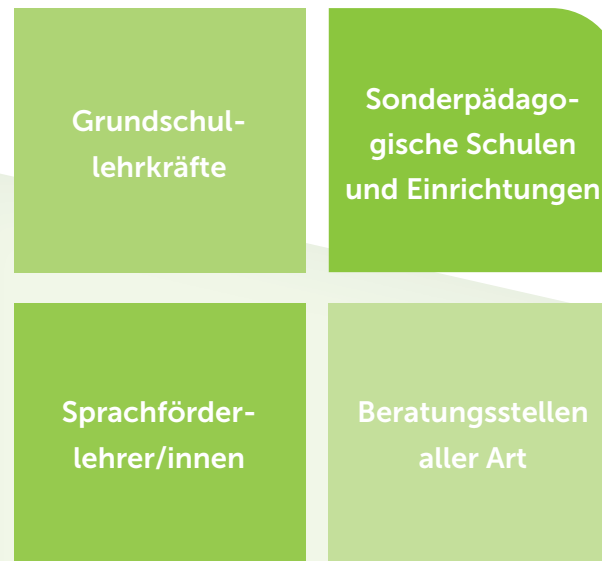 Grundschul-
lehrkräfte
Sonderpädago-
gische Schulen
und Einrichtungen
Sprachförder-
lehrer/innen
Beratungsstellen
aller Art